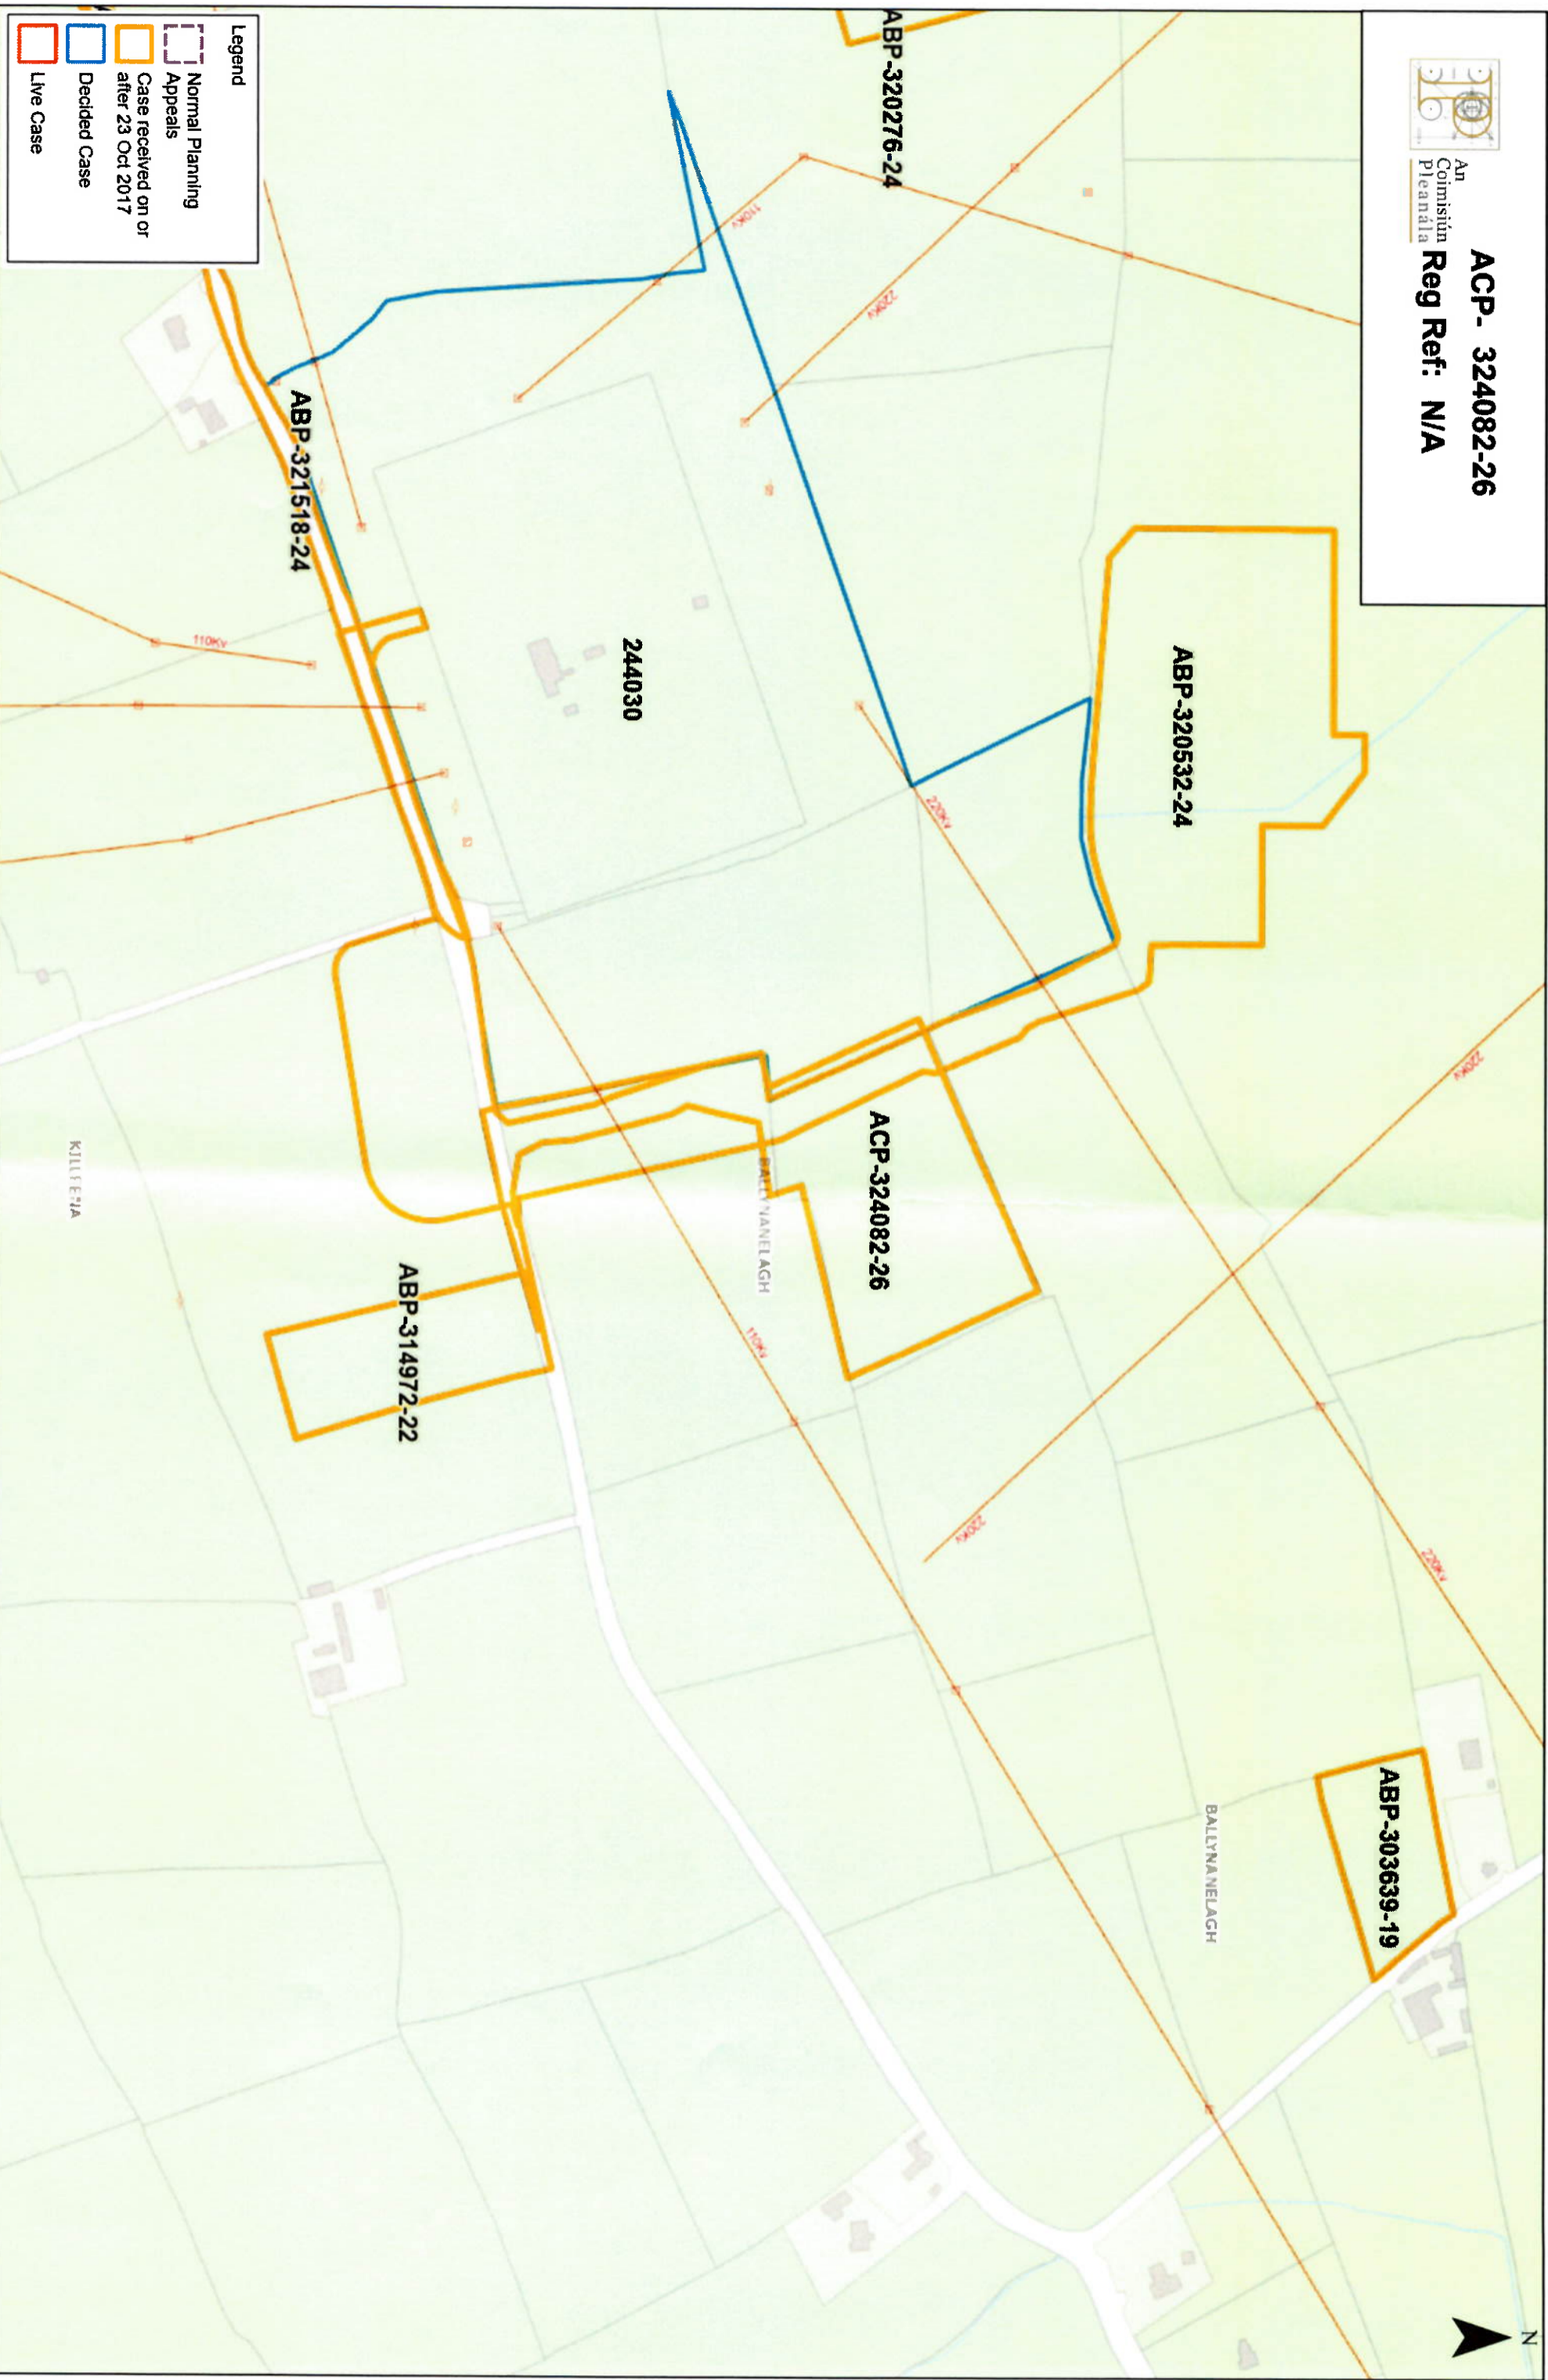 An
Coimisiún
Pleanála
ACP- 324082-26
Reg Ref: N/A
N
ABP-320276-24
ABP-320532-24
ABP-303639-19
220Kv
220Kv
110Kv
220Kv
220Kv
220Kv
BALLYNANELAGH
244030
ACP-324082-26
BALLYNANELAGH
110Kv
ABP-321518-24
110Kv
ABP-314972-22
KILLEENA
Legend
Normal Planning
Appeals
Case received on or
after 23 Oct 2017
Decided Case
Live Case